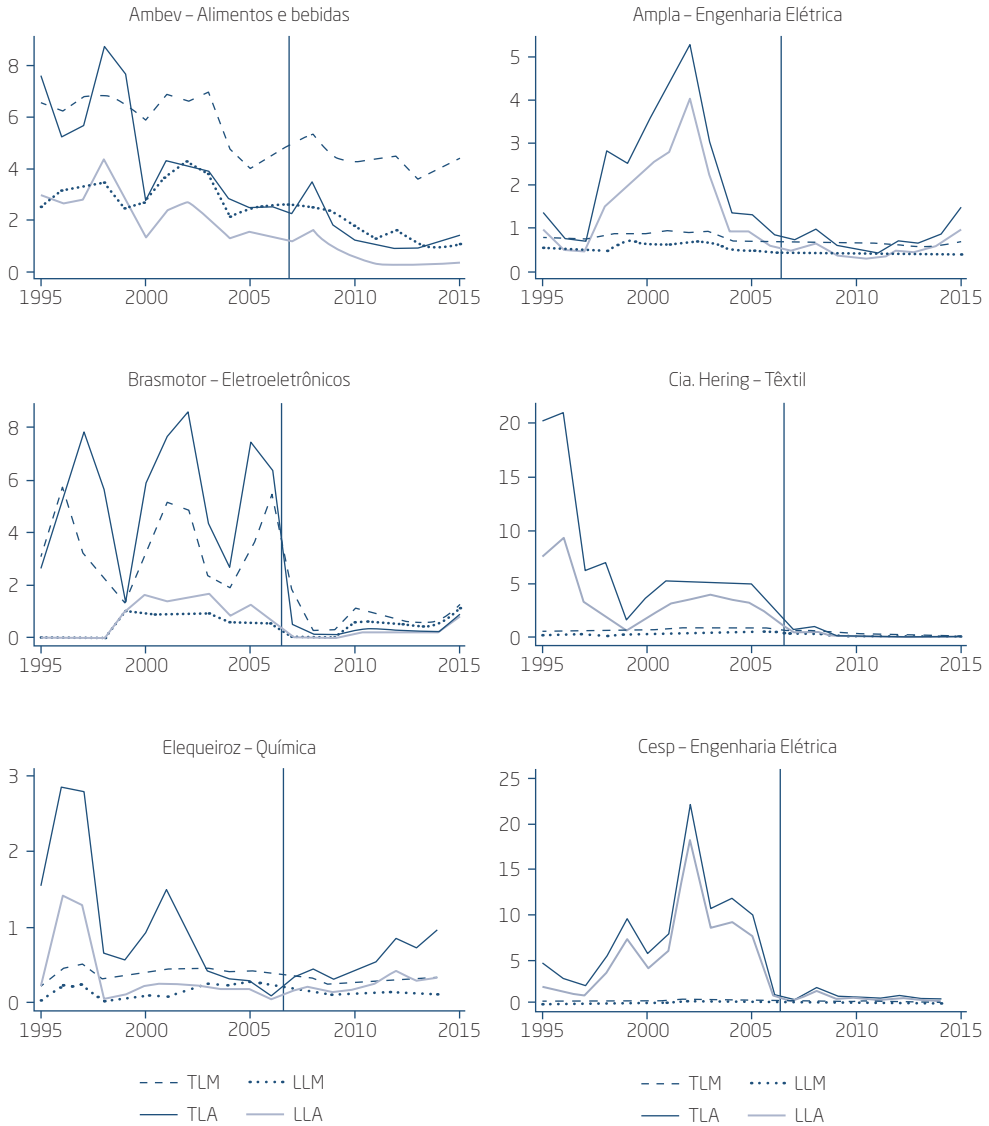 Ambev – Alimentos e bebidas
8
6
4
2
0
1995 2000 2005 2010 2015
Ampla – Engenharia Elétrica
5
4
3
2
1
0
1995 2000 2005 2010 2015
Brasmotor – Eletroeletrônicos
8
6
4
2
0
1995 2000 2005 2010 2015
Cia. Hering – Têxtil
20
15
10
5
0
1995 2000 2005 2010 2015
Elequeiroz – Química
3
2
1
0
1995 2000 2005 2010 2015
Cesp – Engenharia Elétrica
25
20
15
10
5
0
1995 2000 2005 2010 2015
TLM LLM
TLA LLA
TLM LLM
TLA LLA